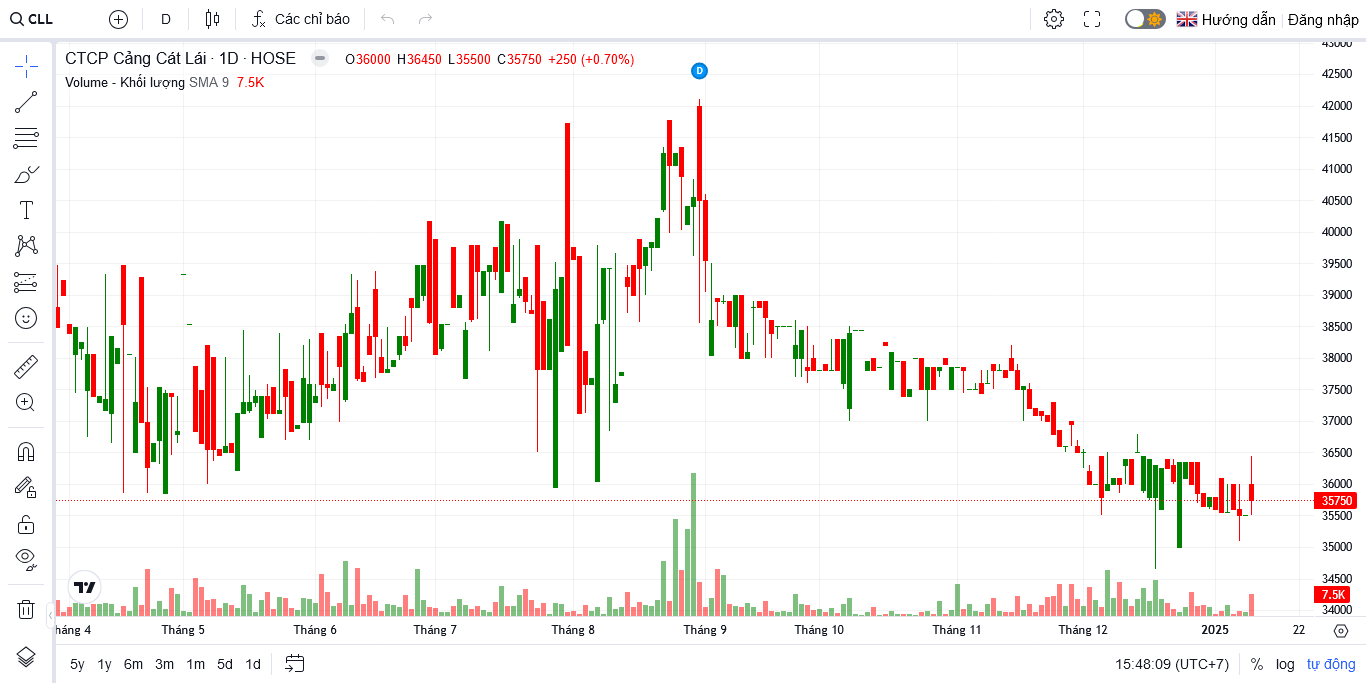 CLL D Các chỉ báo Hướng dẫn Đăng nhập
CTCP Cảng Cát Lái · 1D · HOSE O36000 H36450 L35500 C35750 +250 (+0.70%)
Volume - Khối lượng SMA 9 7.5K
D
43000
42500
42000
41500
41000
40500
40000
39500
39000
38500
38000
37500
37000
36500
36000
35750
35500
35000
34500
7.5K
34000
háng 4 Tháng 5 Tháng 6 Tháng 7 Tháng 8 Tháng 9 Tháng 10 Tháng 11 Tháng 12 2025 22
5y 1y 6m 3m 1m 5d 1d 15:48:09 (UTC+7) % log tự động